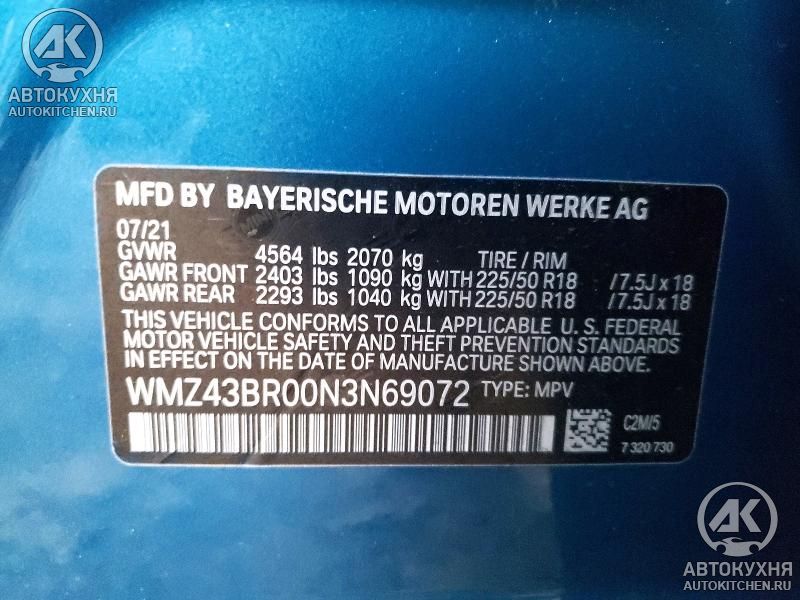 АК
АВТОКУХНЯ
AUTOKITCHEN.RU
MFD BY BAYERISCHE MOTOREN WERKE AG
07/21
GVWR 4564 lbs 2070 kg TIRE / RIM
GAWR FRONT 2403 lbs 1090 kg WITH 225/50 R18 /7.5J x 18
GAWR REAR 2293 lbs 1040 kg WITH 225/50 R18 /7.5J x 18
THIS VEHICLE CONFORMS TO ALL APPLICABLE U. S. FEDERAL
MOTOR VEHICLE SAFETY AND THEFT PREVENTION STANDARDS
IN EFFECT ON THE DATE OF MANUFACTURE SHOWN ABOVE.
WMZ43BR00N3N69072 TYPE: MPV
C2M/5
7 320 730
АК
АВТОКУХНЯ
AUTOKITCHEN.RU